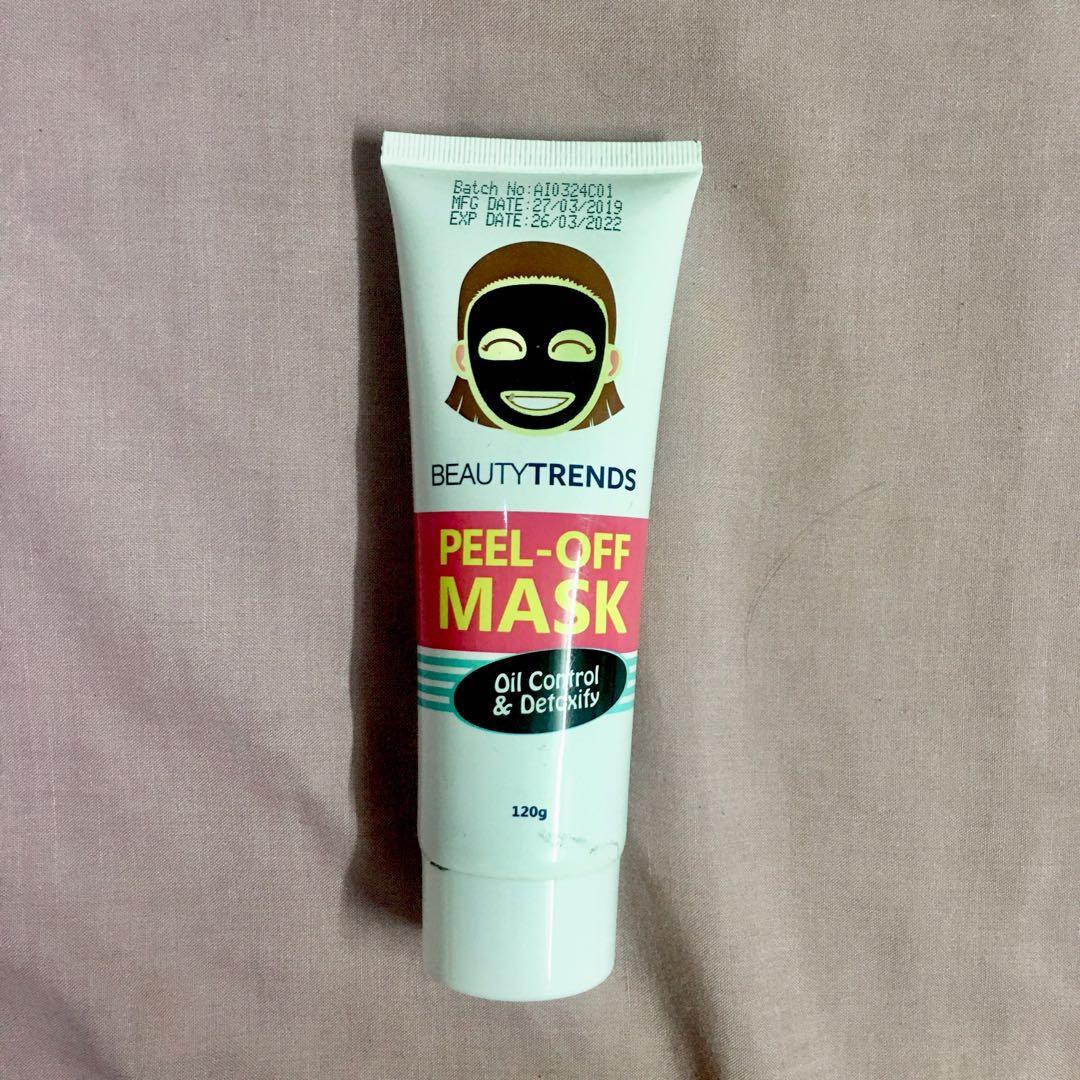 Batch No:AI0324C01
MFG DATE:27/03/2019
EXP DATE:26/03/2022
BEAUTYTRENDS
PEEL-OFF
MASK
Oil Control
& Detoxify
120g